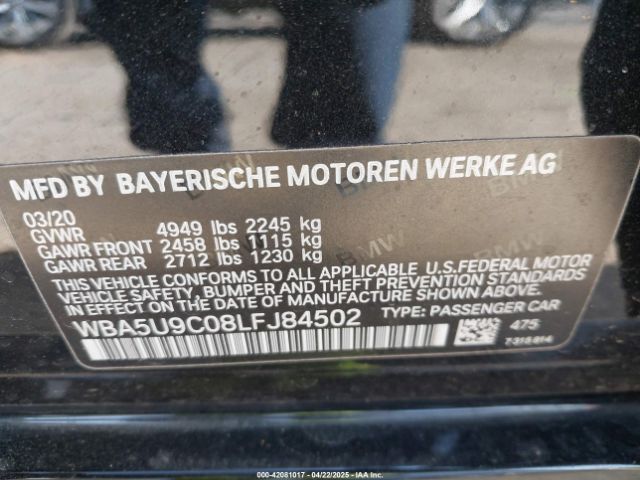 MFD BY BAYERISCHE MOTOREN WERKE AG
03/20
GVWR 4949 lbs 2245 kg
GAWR FRONT 2458 lbs 1115 kg
GAWR REAR 2712 lbs 1230 kg
THIS VEHICLE CONFORMS TO ALL APPLICABLE U.S.FEDERAL MOTOR
VEHICLE SAFETY, BUMPER AND THEFT PREVENTION
STANDARDS IN EFFECT ON THE DATE OF MANUFACTURE SHOWN ABOVE.
WBA5U9C08LFJ84502 TYPE: PASSENGER CAR
475
000-42081017 - 04/22/2025 - IAA Inc.